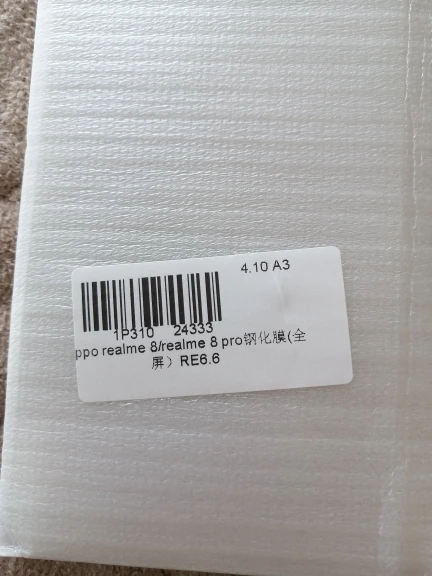 4.10 A3
1P310 24333
ppo realme 8/realme 8 pro钢化膜(全
屏）RE6.6